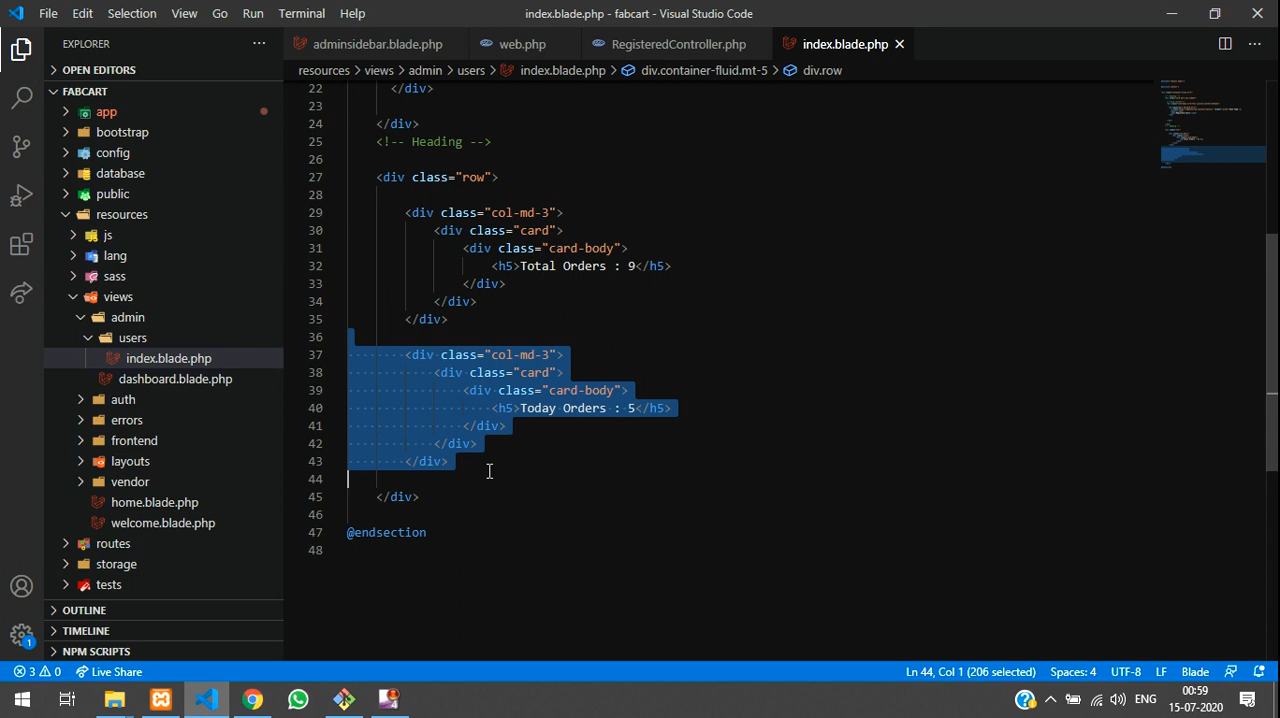 File Edit Selection View Go Run Terminal Help
index.blade.php - fabcart - Visual Studio Code
EXPLORER
adminsidebar.blade.php
web.php
RegisteredController.php
index.blade.php
resources > views > admin > users > index.blade.php > div.container-fluid.mt-5 > div.row
OPEN EDITORS
FABCART
app
bootstrap
config
database
public
resources
js
lang
sass
views
admin
users
index.blade.php
dashboard.blade.php
auth
errors
frontend
layouts
vendor
home.blade.php
welcome.blade.php
routes
storage
tests
OUTLINE
TIMELINE
NPM SCRIPTS
22 </div>
23
24 </div>
25 <!-- Heading -->
26
27 <div class="row">
28
29 <div class="col-md-3">
30 <div class="card">
31 <div class="card-body">
32 <h5>Total Orders : 9</h5>
33 </div>
34 </div>
35 </div>
36
37 <div class="col-md-3">
38 <div class="card">
39 <div class="card-body">
40 <h5>Today Orders : 5</h5>
41 </div>
42 </div>
43 </div>
44
45 </div>
46
47 @endsection
48
1
3 0 Live Share
Ln 44, Col 1 (206 selected) Spaces: 4 UTF-8 LF Blade
ENG
00:59
15-07-2020